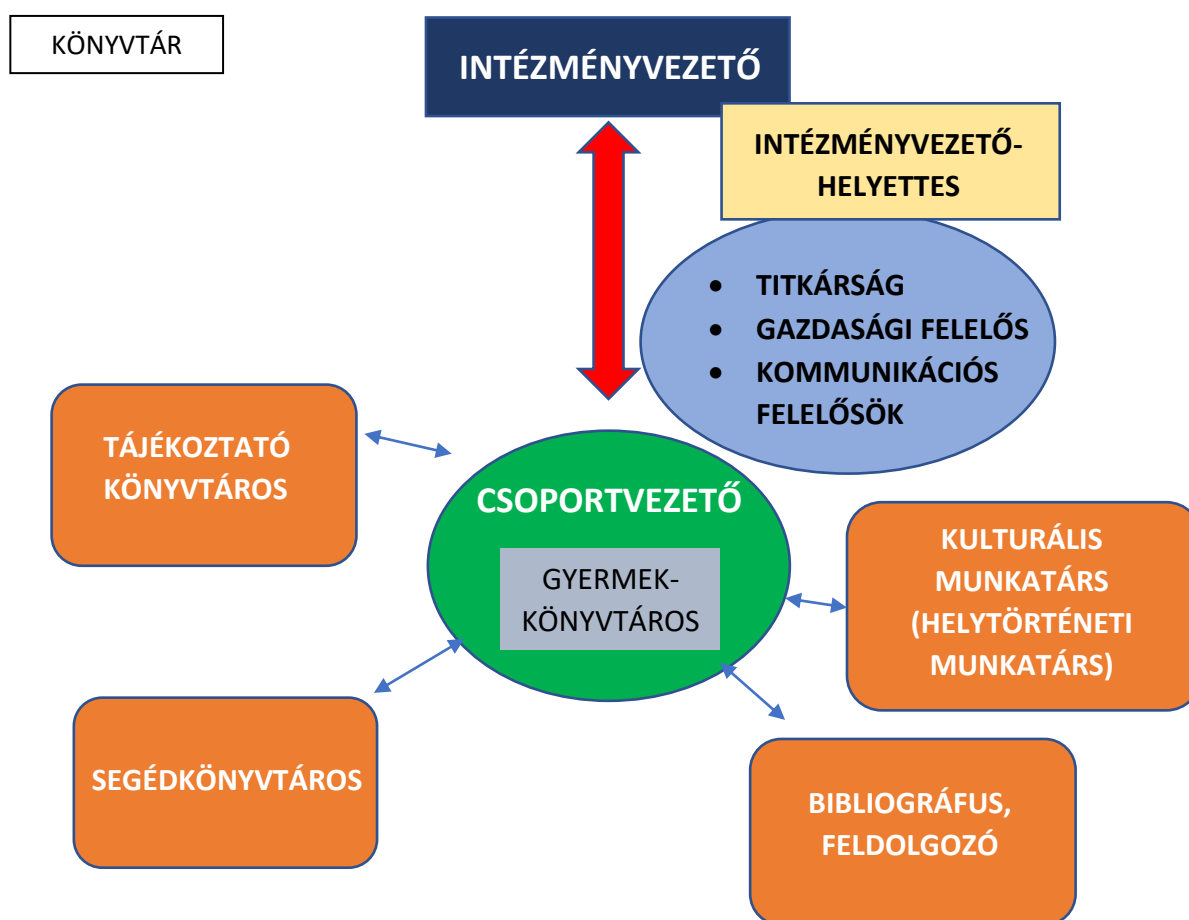 KÖNYVTÁR
INTÉZMÉNYVEZETŐ
INTÉZMÉNYVEZETŐ-
HELYETTES
• TITKÁRSÁG
• GAZDASÁGI FELELŐS
• KOMMUNIKÁCIÓS
FELELŐSÖK
TÁJÉKOZTATÓ
KÖNYVTÁROS
CSOPORTVEZETŐ
GYERMEK-
KÖNYVTÁROS
KULTURÁLIS
MUNKATÁRS
(HELYTÖRTÉNETI
MUNKATÁRS)
SEGÉDKÖNYVTÁROS
BIBLIOGRÁFUS,
FELDOLGOZÓ